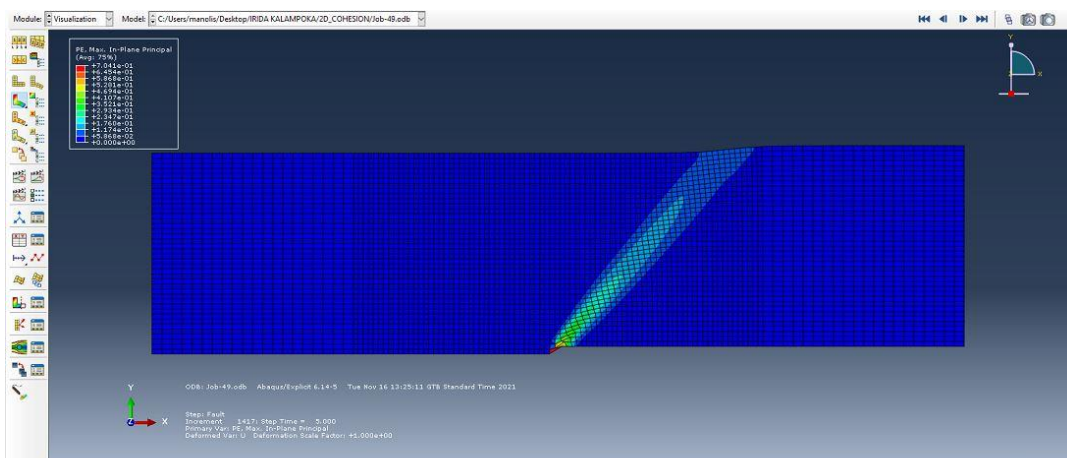 Module: Visualization Model: C:/Users/manolis/Desktop/IRIDA KALAMPOKA/2D_COHESION/Job-49.odb
PE, Max. In-Plane Principal
(Avg: 75%)
+7.041e-01
+6.454e-01
+5.868e-01
+5.281e-01
+4.694e-01
+4.107e-01
+3.521e-01
+2.934e-01
+2.347e-01
+1.760e-01
+1.174e-01
+5.868e-02
+0.000e+00
Y
X
Y
X
Z
ODB: Job-49.odb Abaqus/Explicit 6.14-5 Tue Nov 16 13:25:11 GTB Standard Time 2021
Step: Fault
Increment 1417: Step Time = 5.000
Primary Var: PE, Max. In-Plane Principal
Deformed Var: U Deformation Scale Factor: +1.000e+00